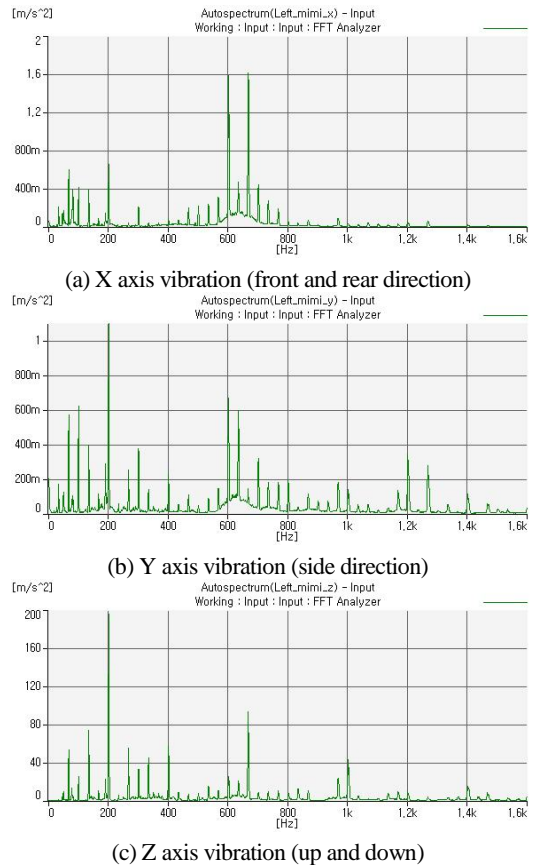 [m/s^2] Autospectrum(Left_mimi_x) - Input
Working : Input : Input : FFT Analyzer
2
1,6
1,2
800m
400m
0
0 200 400 600 800 1k 1,2k 1,4k 1,6k
[Hz]
(a) X axis vibration (front and rear direction)
[m/s^2] Autospectrum(Left_mimi_y) - Input
Working : Input : Input : FFT Analyzer
1
800m
600m
400m
200m
0
0 200 400 600 800 1k 1,2k 1,4k 1,6k
[Hz]
(b) Y axis vibration (side direction)
[m/s^2] Autospectrum(Left_mimi_z) - Input
Working : Input : Input : FFT Analyzer
200
160
120
80
40
0
0 200 400 600 800 1k 1,2k 1,4k 1,6k
[Hz]
(c) Z axis vibration (up and down)